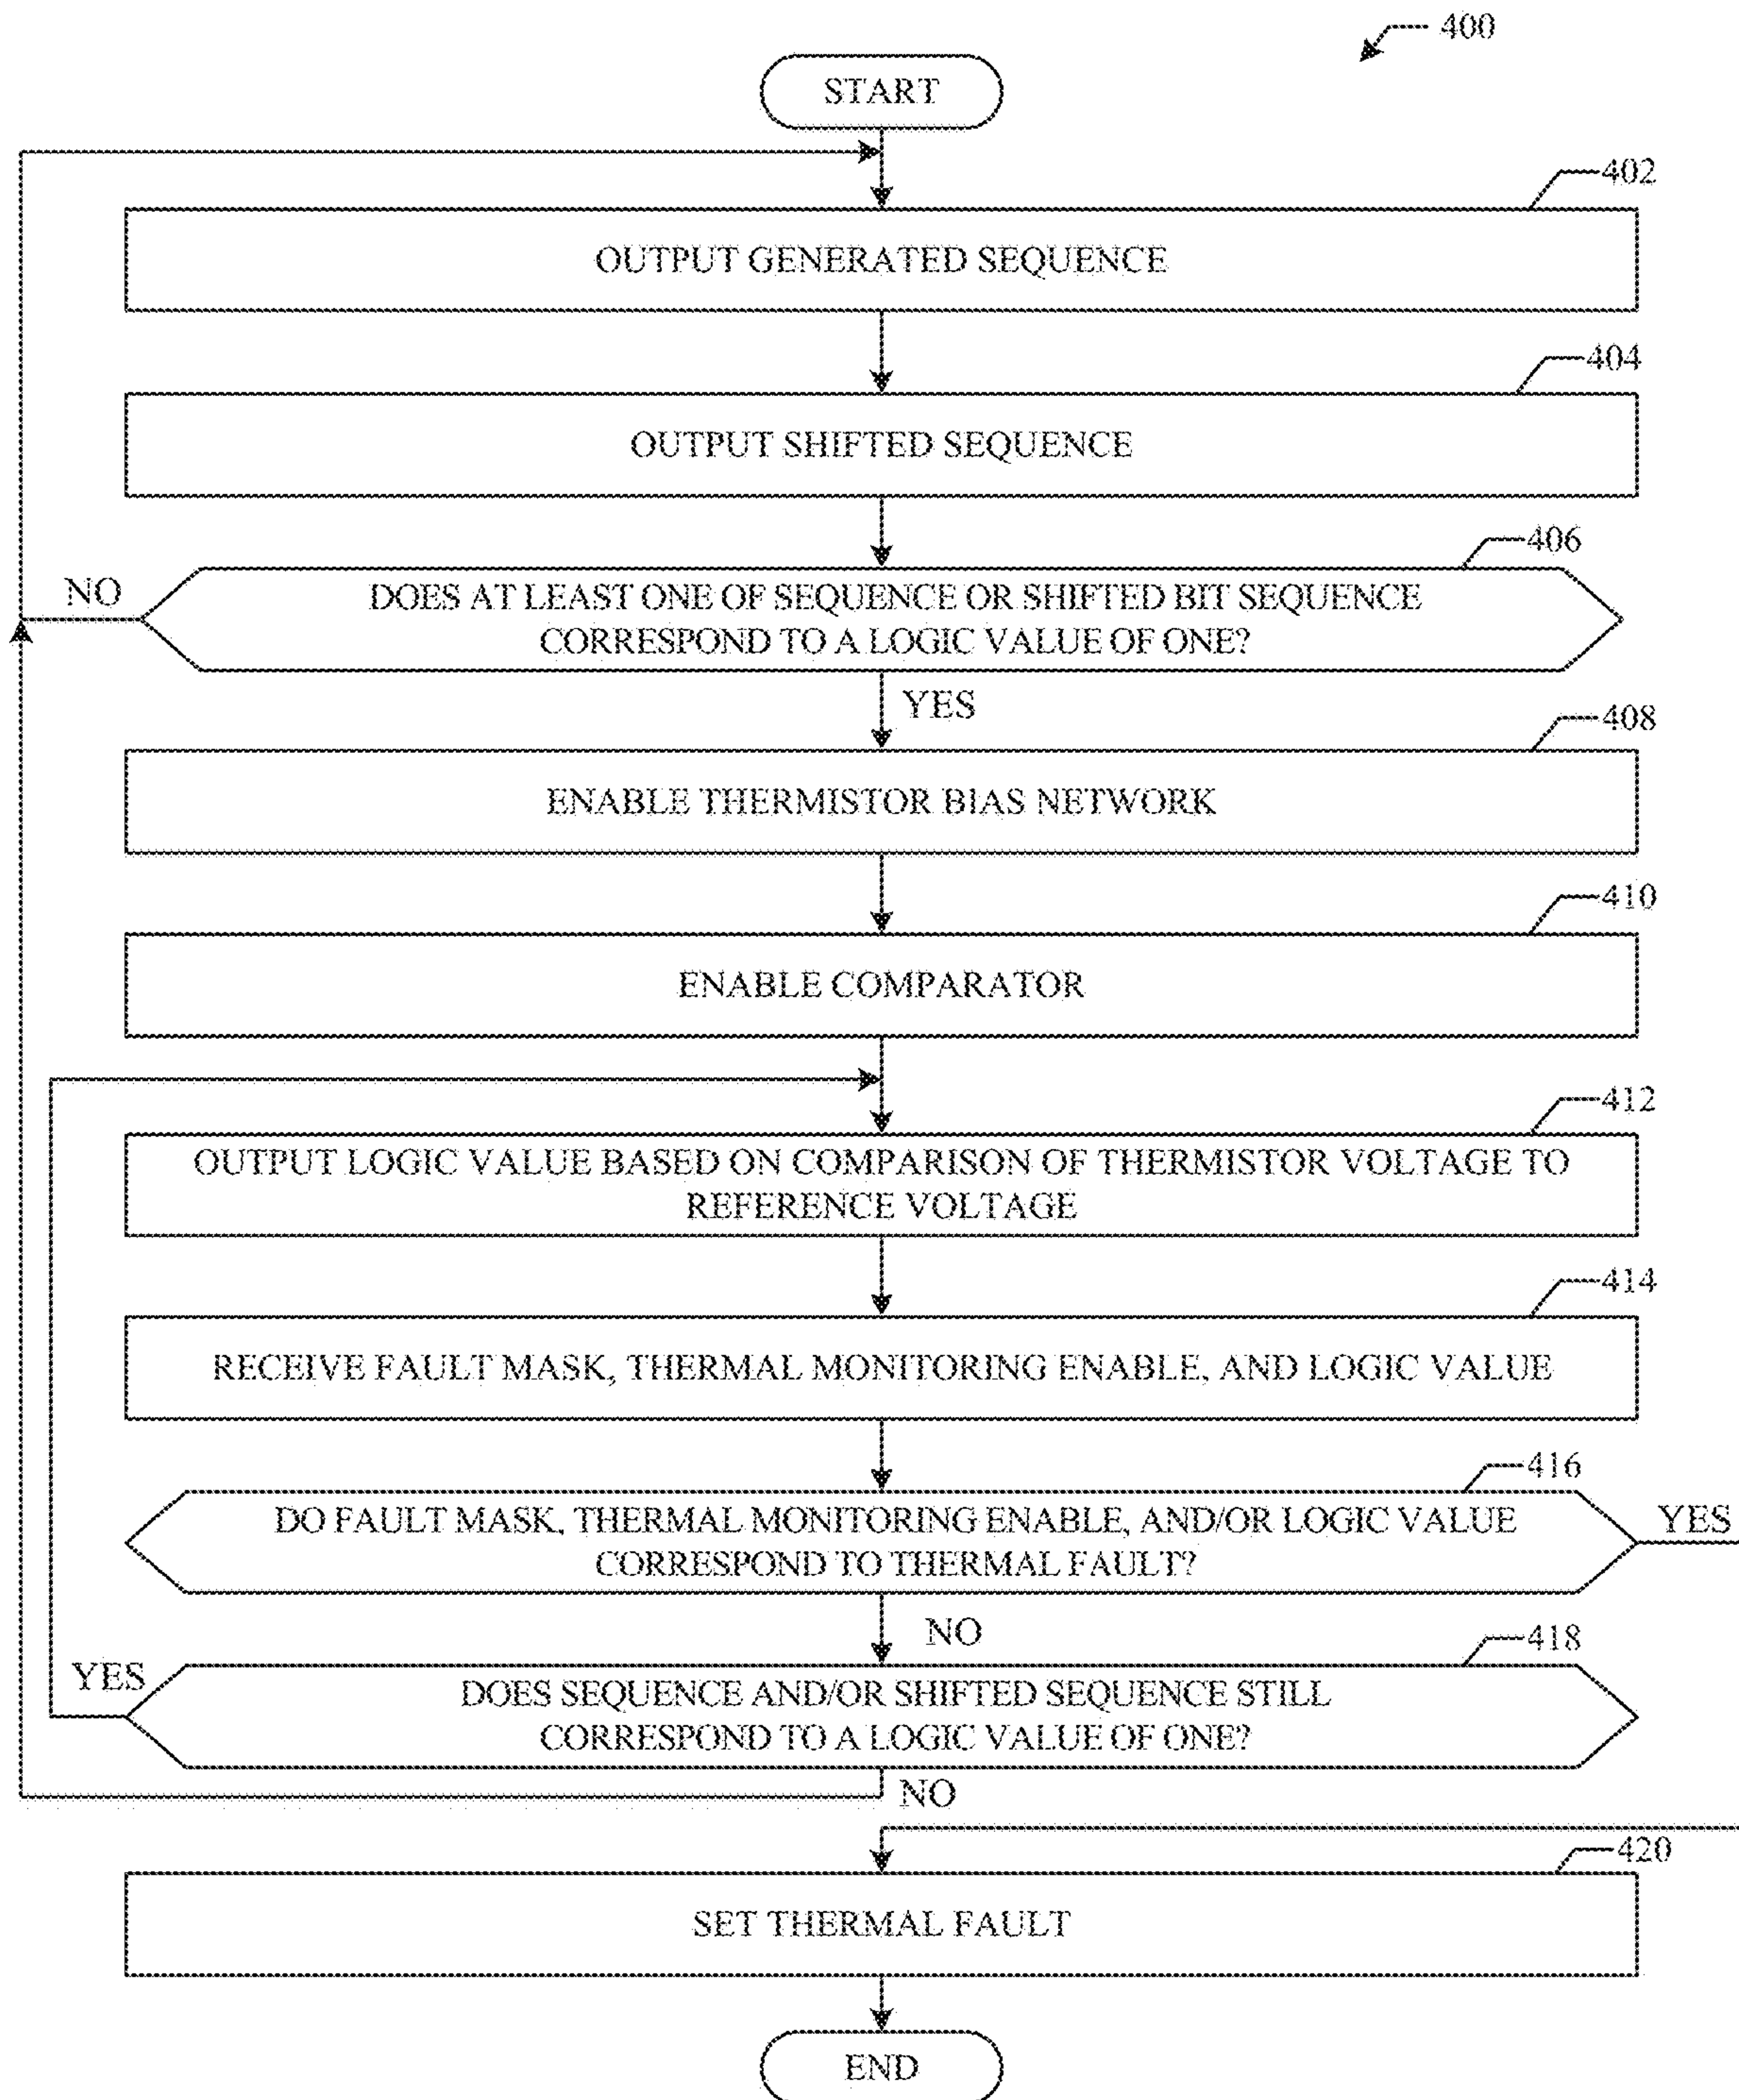 400
START
402
OUTPUT GENERATED SEQUENCE
404
OUTPUT SHIFTED SEQUENCE
406
NO
DOES AT LEAST ONE OF SEQUENCE OR SHIFTED BIT SEQUENCE
CORRESPOND TO A LOGIC VALUE OF ONE?
YES
408
ENABLE THERMISTOR BIAS NETWORK
410
ENABLE COMPARATOR
412
OUTPUT LOGIC VALUE BASED ON COMPARISON OF THERMISTOR VOLTAGE TO
REFERENCE VOLTAGE
414
RECEIVE FAULT MASK, THERMAL MONITORING ENABLE, AND LOGIC VALUE
416
DO FAULT MASK, THERMAL MONITORING ENABLE, AND/OR LOGIC VALUE
CORRESPOND TO THERMAL FAULT?
YES
NO
418
YES
DOES SEQUENCE AND/OR SHIFTED SEQUENCE STILL
CORRESPOND TO A LOGIC VALUE OF ONE?
NO
420
SET THERMAL FAULT
END